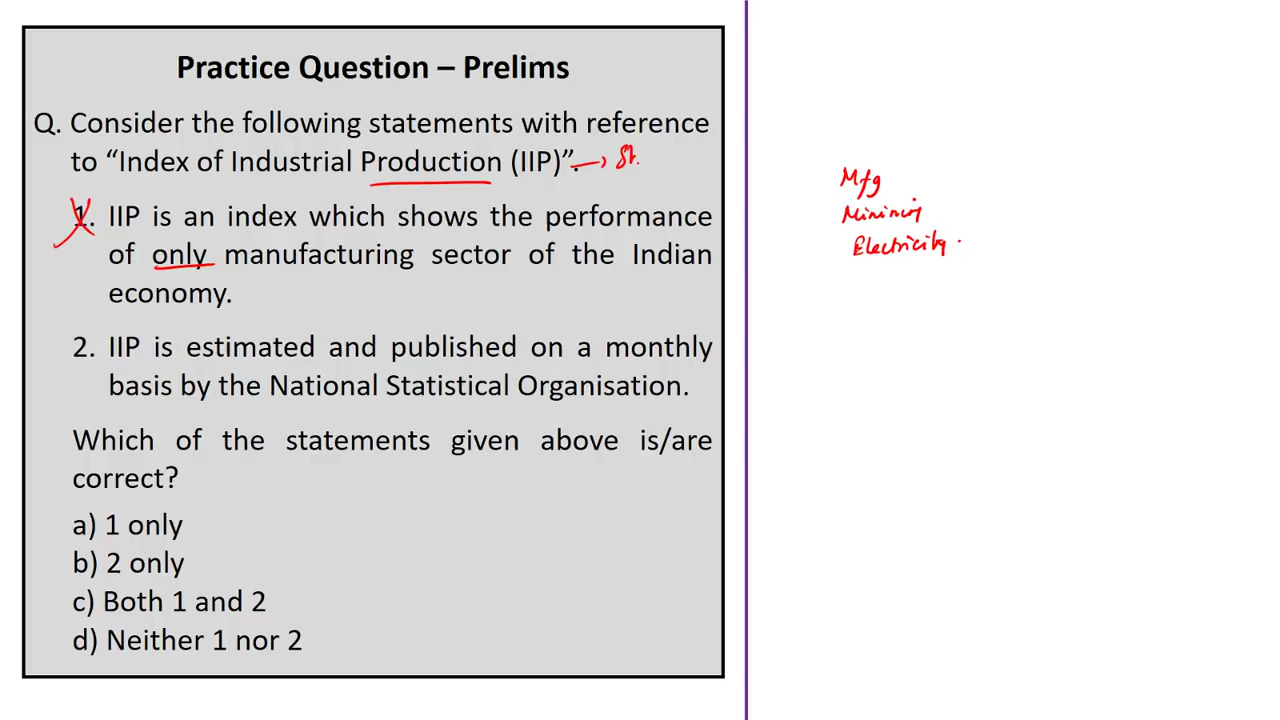 Practice Question – Prelims
Q. Consider the following statements with reference
to “Index of Industrial Production (IIP)”. → St.
1. IIP is an index which shows the performance
of only manufacturing sector of the Indian
economy.
2. IIP is estimated and published on a monthly
basis by the National Statistical Organisation.
Which of the statements given above is/are
correct?
a) 1 only
b) 2 only
c) Both 1 and 2
d) Neither 1 nor 2
Mfg
Mining
Electricity.